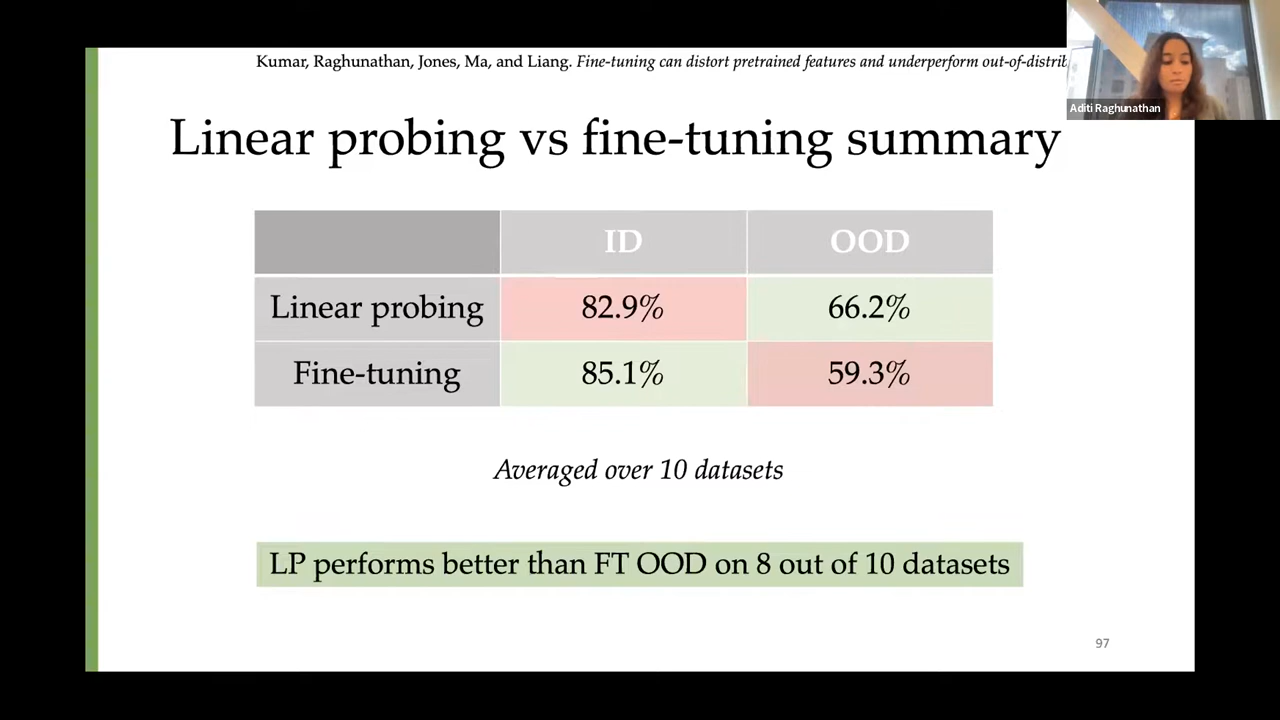 Kumar, Raghunathan, Jones, Ma, and Liang. Fine-tuning can distort pretrained features and underperform out-of-distrib
Aditi Raghunathan
Linear probing vs fine-tuning summary
ID OOD
Linear probing 82.9% 66.2%
Fine-tuning 85.1% 59.3%
Averaged over 10 datasets
LP performs better than FT OOD on 8 out of 10 datasets
97